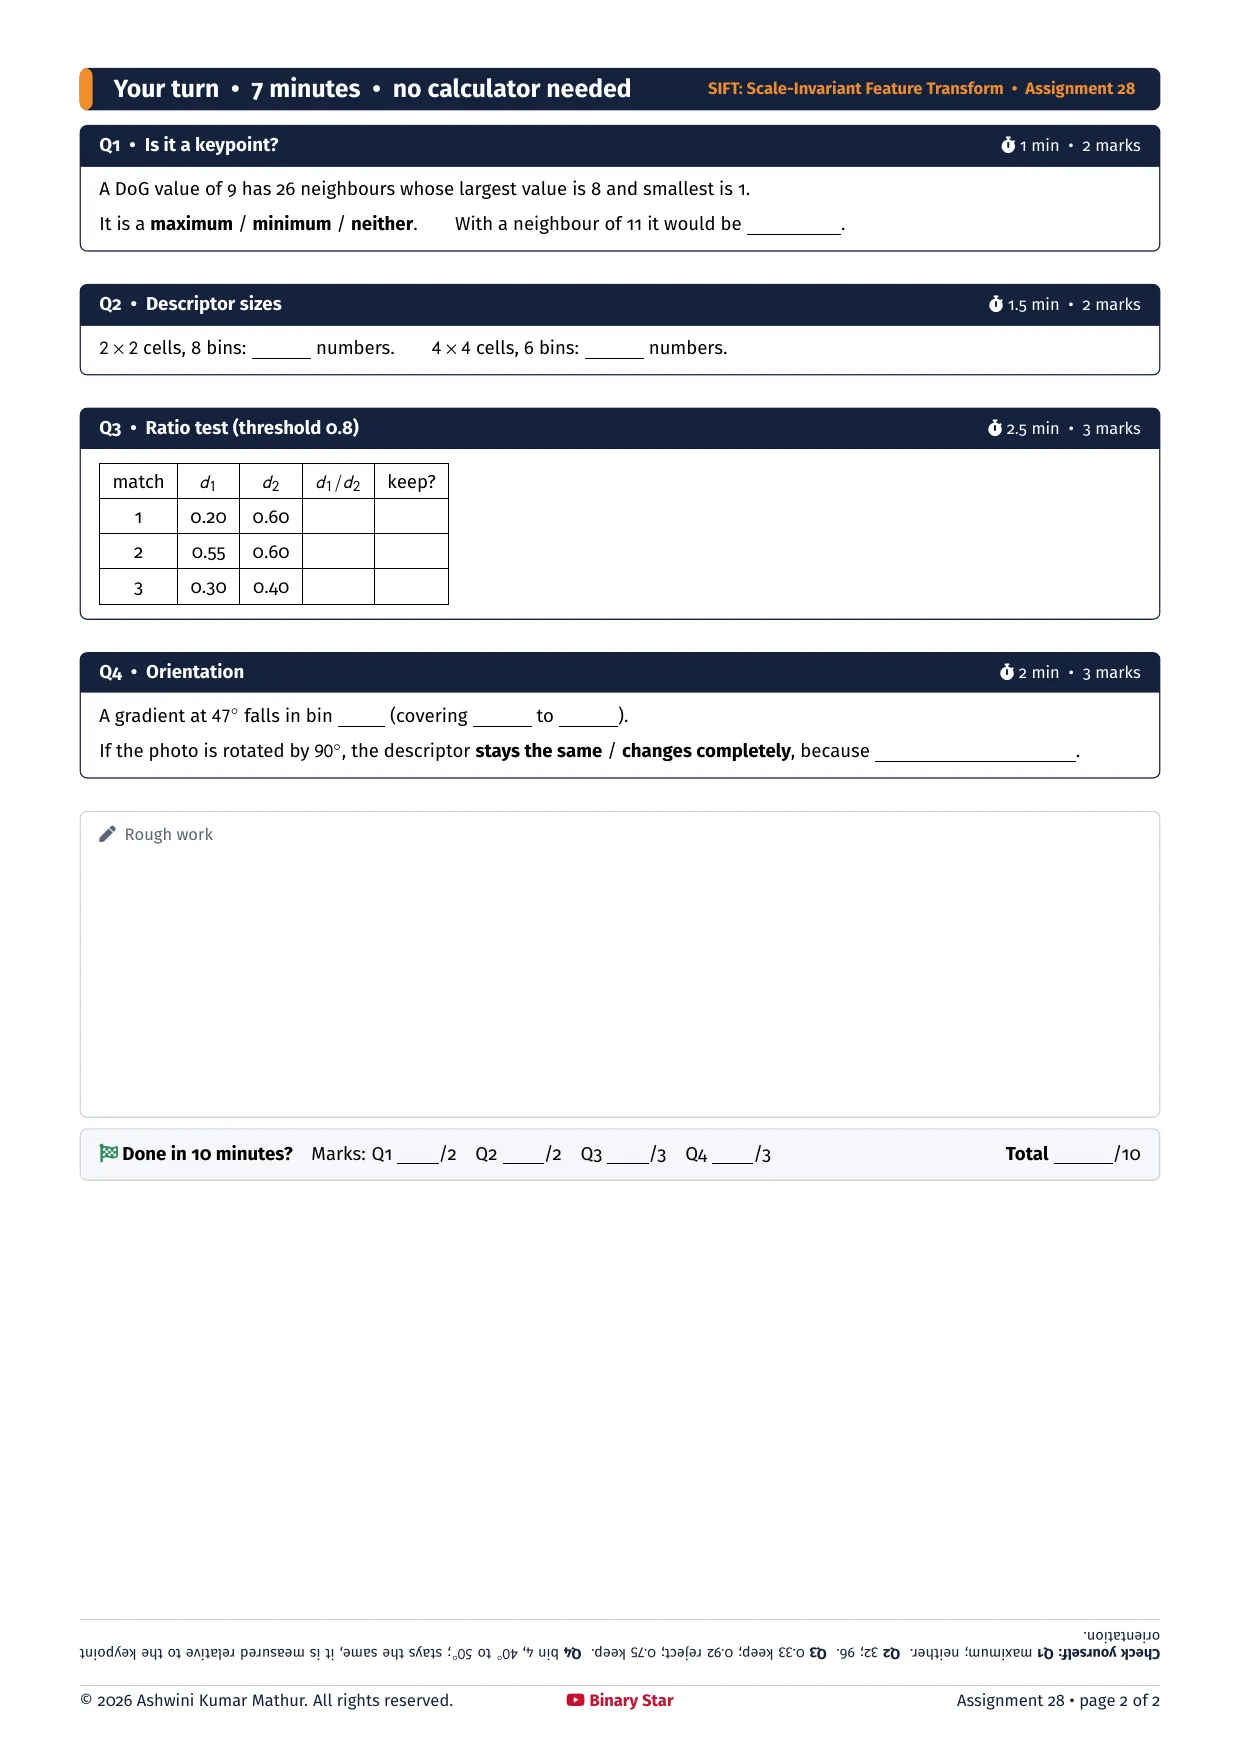 Your turn • 7 minutes • no calculator needed
SIFT: Scale-Invariant Feature Transform • Assignment 28
Q1 • Is it a keypoint?
1 min • 2 marks
A DoG value of 9 has 26 neighbours whose largest value is 8 and smallest is 1.
It is a maximum / minimum / neither. With a neighbour of 11 it would be ________.
Q2 • Descriptor sizes
1.5 min • 2 marks
2 × 2 cells, 8 bins: ______ numbers. 4 × 4 cells, 6 bins: ______ numbers.
Q3 • Ratio test (threshold 0.8)
2.5 min • 3 marks
match d1 d2 d1/d2 keep?
1 0.20 0.60
2 0.55 0.60
3 0.30 0.40
Q4 • Orientation
2 min • 3 marks
A gradient at 47° falls in bin ____ (covering _____ to _____).
If the photo is rotated by 90°, the descriptor stays the same / changes completely, because __________________.
Rough work
Done in 10 minutes? Marks: Q1 ____/2 Q2 ____/2 Q3 ____/3 Q4 ____/3
Total _____/10
Check yourself: Q1 maximum; neither. Q2 32; 96. Q3 0.33 keep; 0.92 reject; 0.75 keep. Q4 bin 4, 40° to 50°; stays the same, it is measured relative to the keypoint
orientation.
© 2026 Ashwini Kumar Mathur. All rights reserved.
Binary Star
Assignment 28 • page 2 of 2